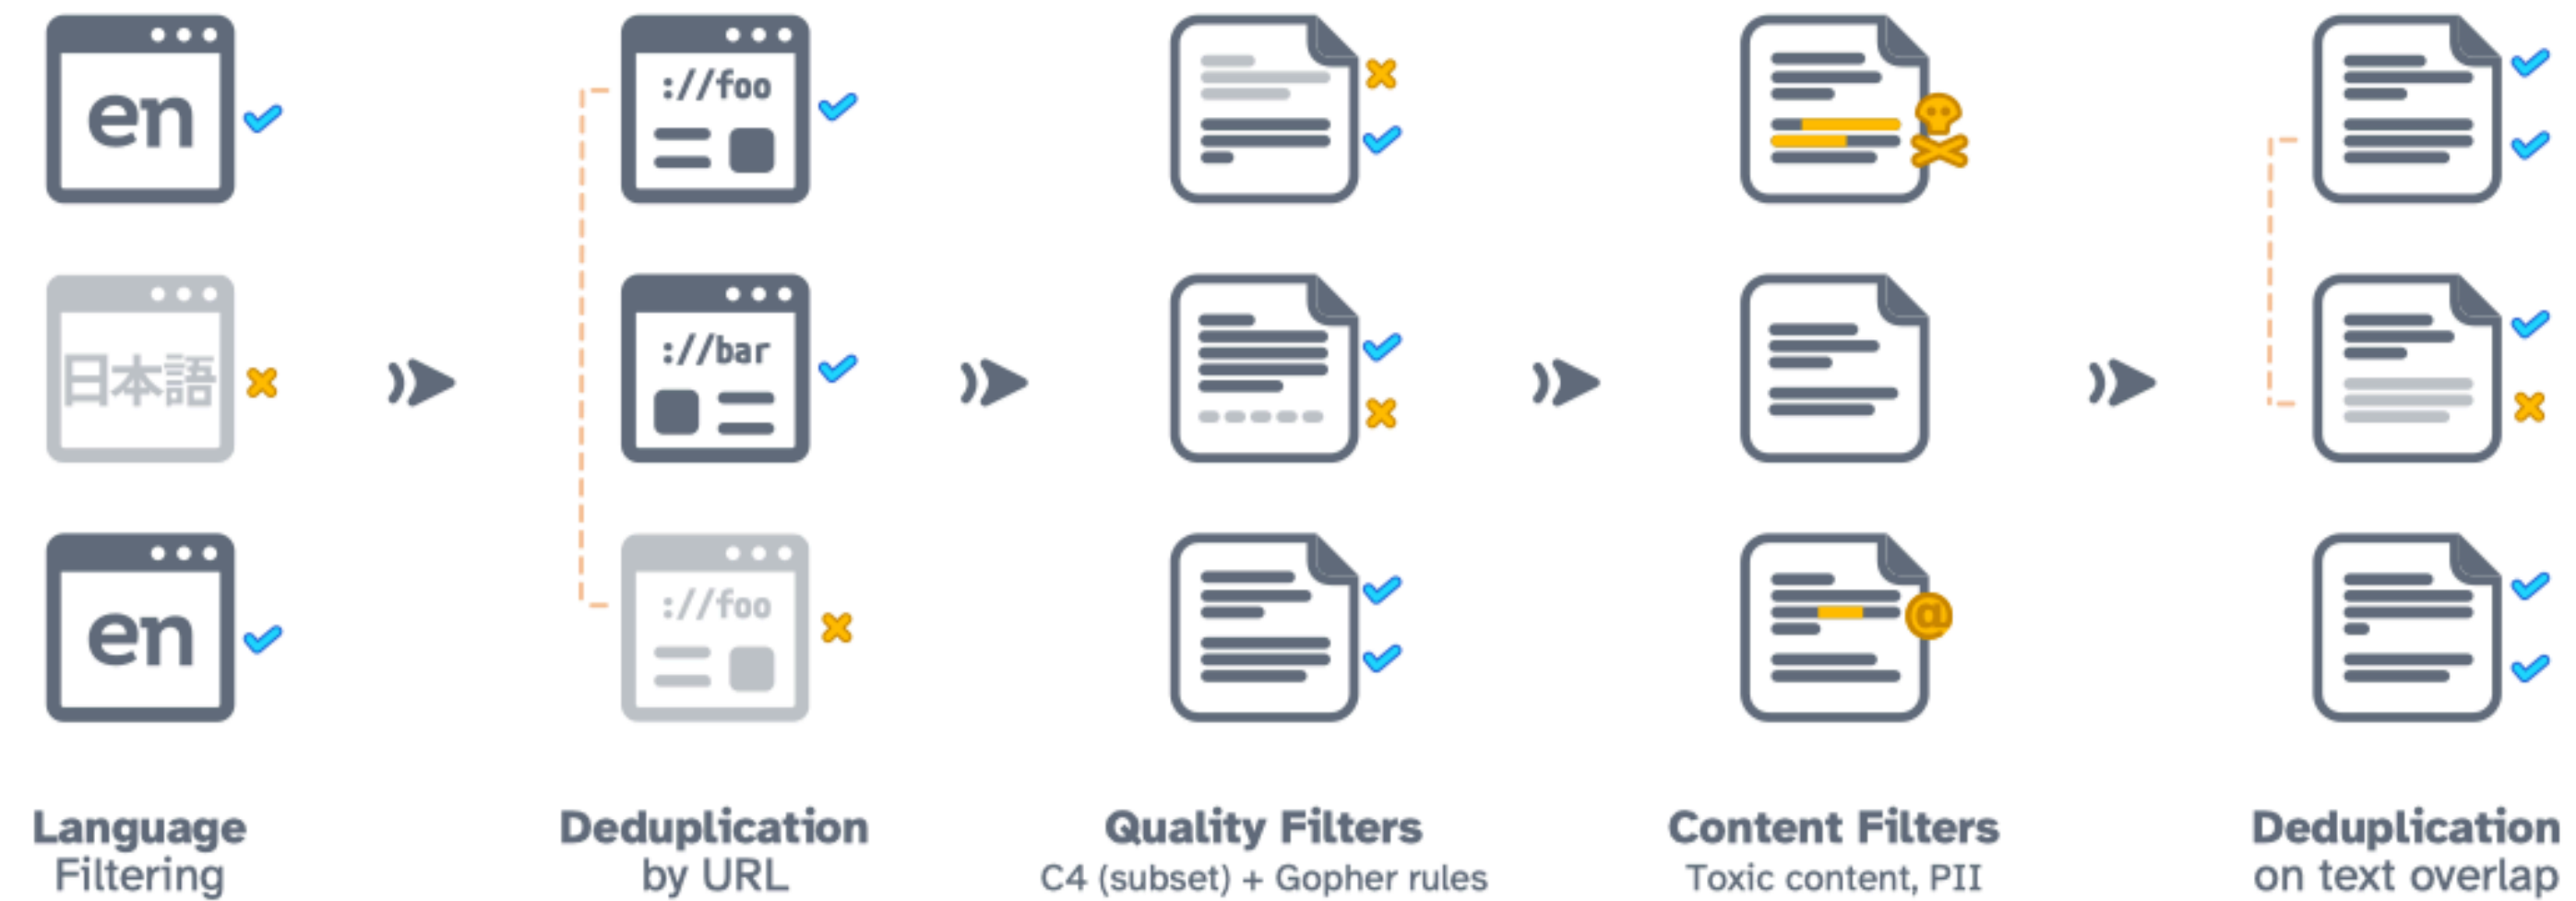 en
日本語
en
://foo
://bar
://foo
@
Language
Filtering
Deduplication
by URL
Quality Filters
C4 (subset) + Gopher rules
Content Filters
Toxic content, PII
Deduplication
on text overlap